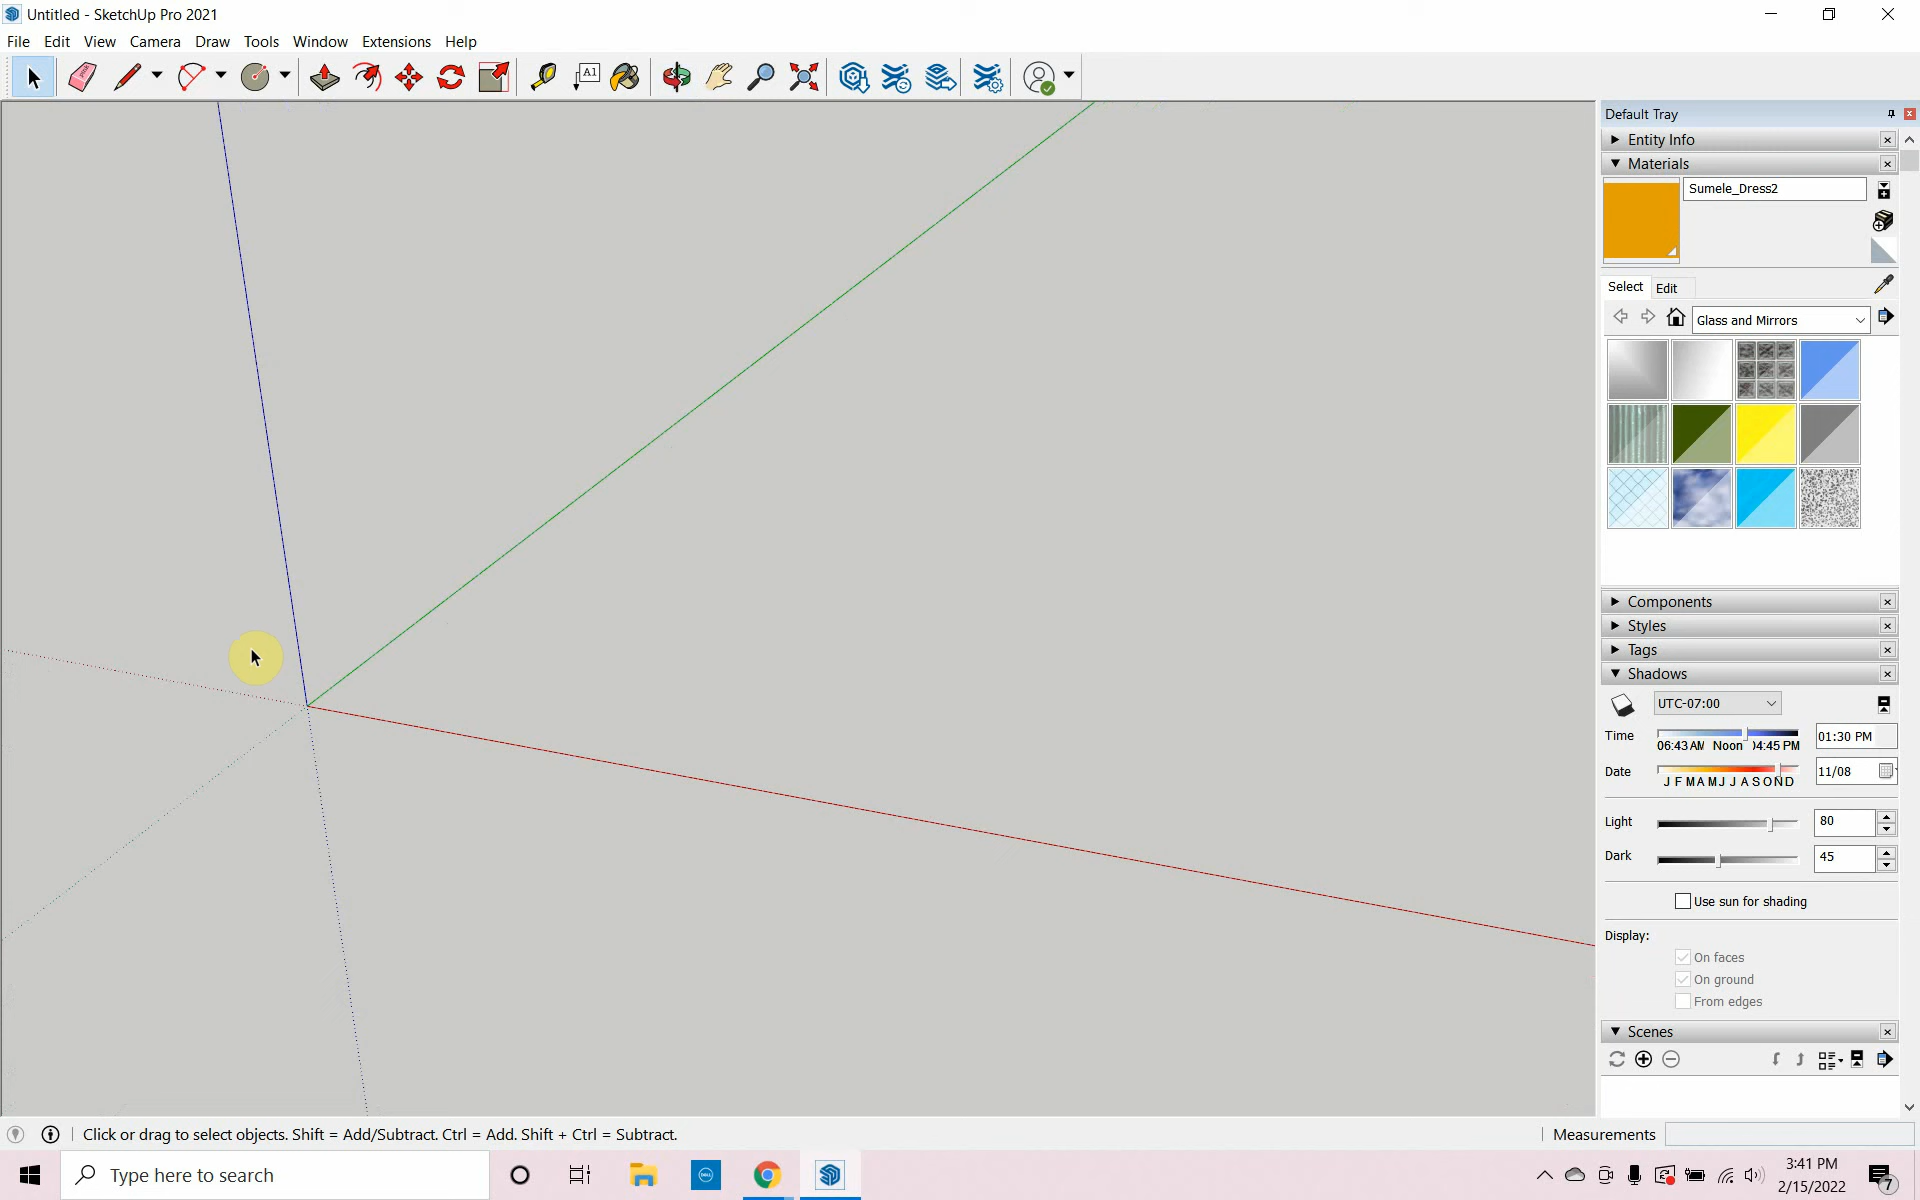 Untitled - SketchUp Pro 2021
File Edit View Camera Draw Tools Window Extensions Help
A1
Default Tray
Entity Info
Materials
Sumele_Dress2
Select Edit
Glass and Mirrors
Components
Styles
Tags
Shadows
UTC-07:00
Time 06:43 AM Noon 04:45 PM 01:30 PM
Date J F M A M J J A S O N D 11/08
Light 80
Dark 45
Use sun for shading
Display:
On faces
On ground
From edges
Scenes
Click or drag to select objects. Shift = Add/Subtract. Ctrl = Add. Shift + Ctrl = Subtract.
Measurements
Type here to search
DELL
3:41 PM
2/15/2022
7